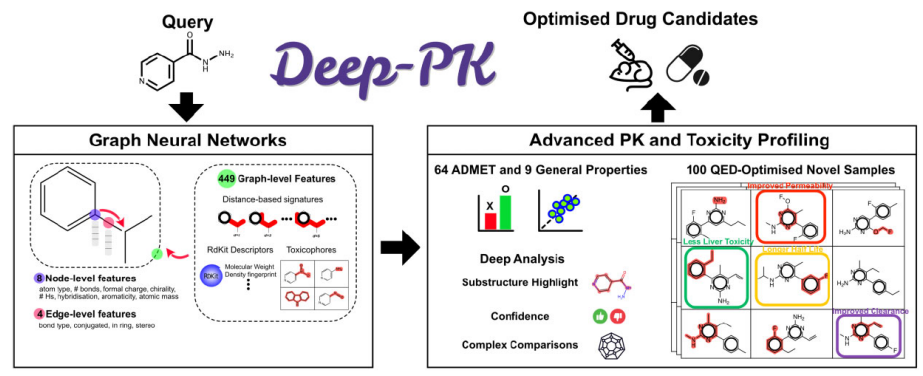 Query
Deep-PK
Optimised Drug Candidates
Graph Neural Networks
449 Graph-level Features
Distance-based signatures
RdKit Descriptors
Toxicophores
RDKit
Molecular Weight
Density fingerprint
8 Node-level features
atom type, # bonds, formal charge, chirality,
# Hs, hybridisation, aromaticity, atomic mass
4 Edge-level features
bond type, conjugated, in ring, stereo
Advanced PK and Toxicity Profiling
64 ADMET and 9 General Properties
X
O
Deep Analysis
Substructure Highlight
Confidence
Complex Comparisons
100 QED-Optimised Novel Samples
Improved Permeability
Less Liver Toxicity
Longer Half Life
Improved Clearance